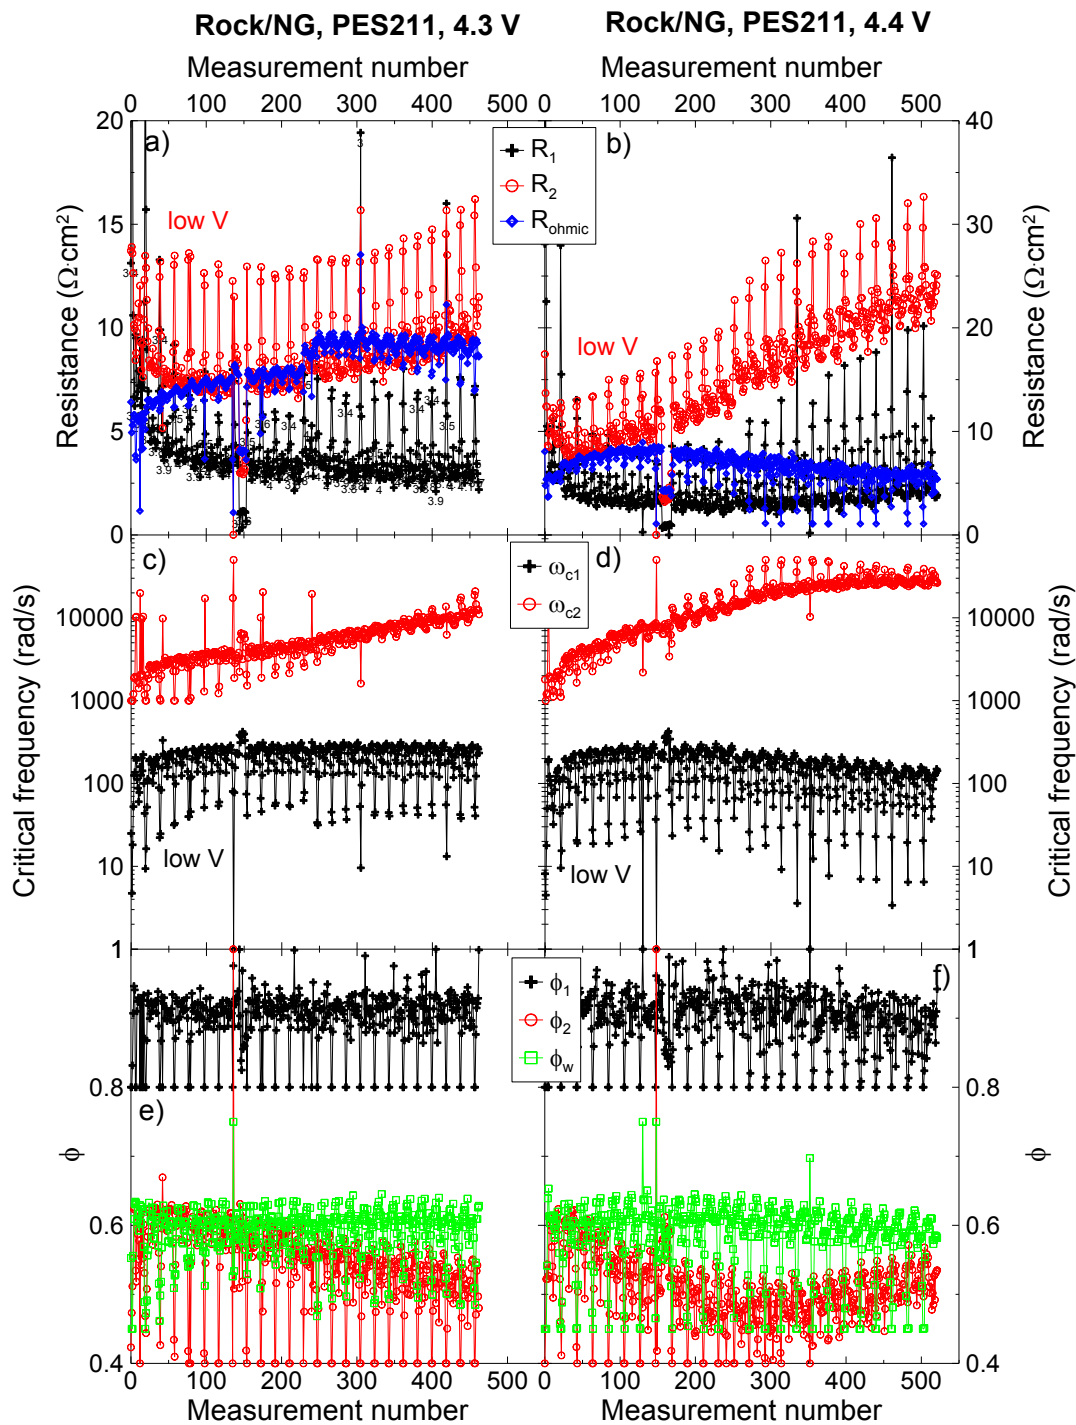 Rock/NG, PES211, 4.3 V
Rock/NG, PES211, 4.4 V
Measurement number
Measurement number
0 100 200 300 400 500
0 100 200 300 400 500
20
15
10
5
0
40
30
20
10
0
Resistance (Ω·cm²)
Resistance (Ω·cm²)
a)
b)
low V
low V
R₁
R₂
R_ohmic
c)
d)
ω_c1
ω_c2
10000
1000
100
10
1
10000
1000
100
10
1
Critical frequency (rad/s)
Critical frequency (rad/s)
low V
low V
e)
f)
ϕ₁
ϕ₂
ϕ_w
0.8
0.6
0.4
0.8
0.6
0.4
ϕ
ϕ
0 100 200 300 400 500
0 100 200 300 400 500
Measurement number
Measurement number